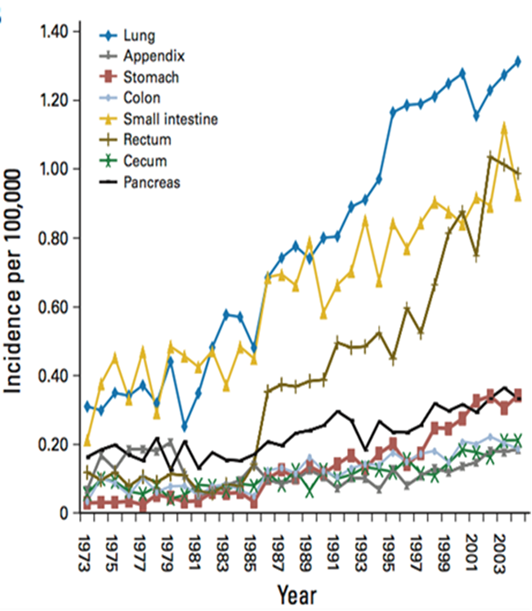 1.40
1.20
1.00
0.80
0.60
0.40
0.20
0
Incidence per 100,000
Lung
Appendix
Stomach
Colon
Small intestine
Rectum
Cecum
Pancreas
1973
1975
1977
1979
1981
1983
1985
1987
1989
1991
1993
1995
1997
1999
2001
2003
Year